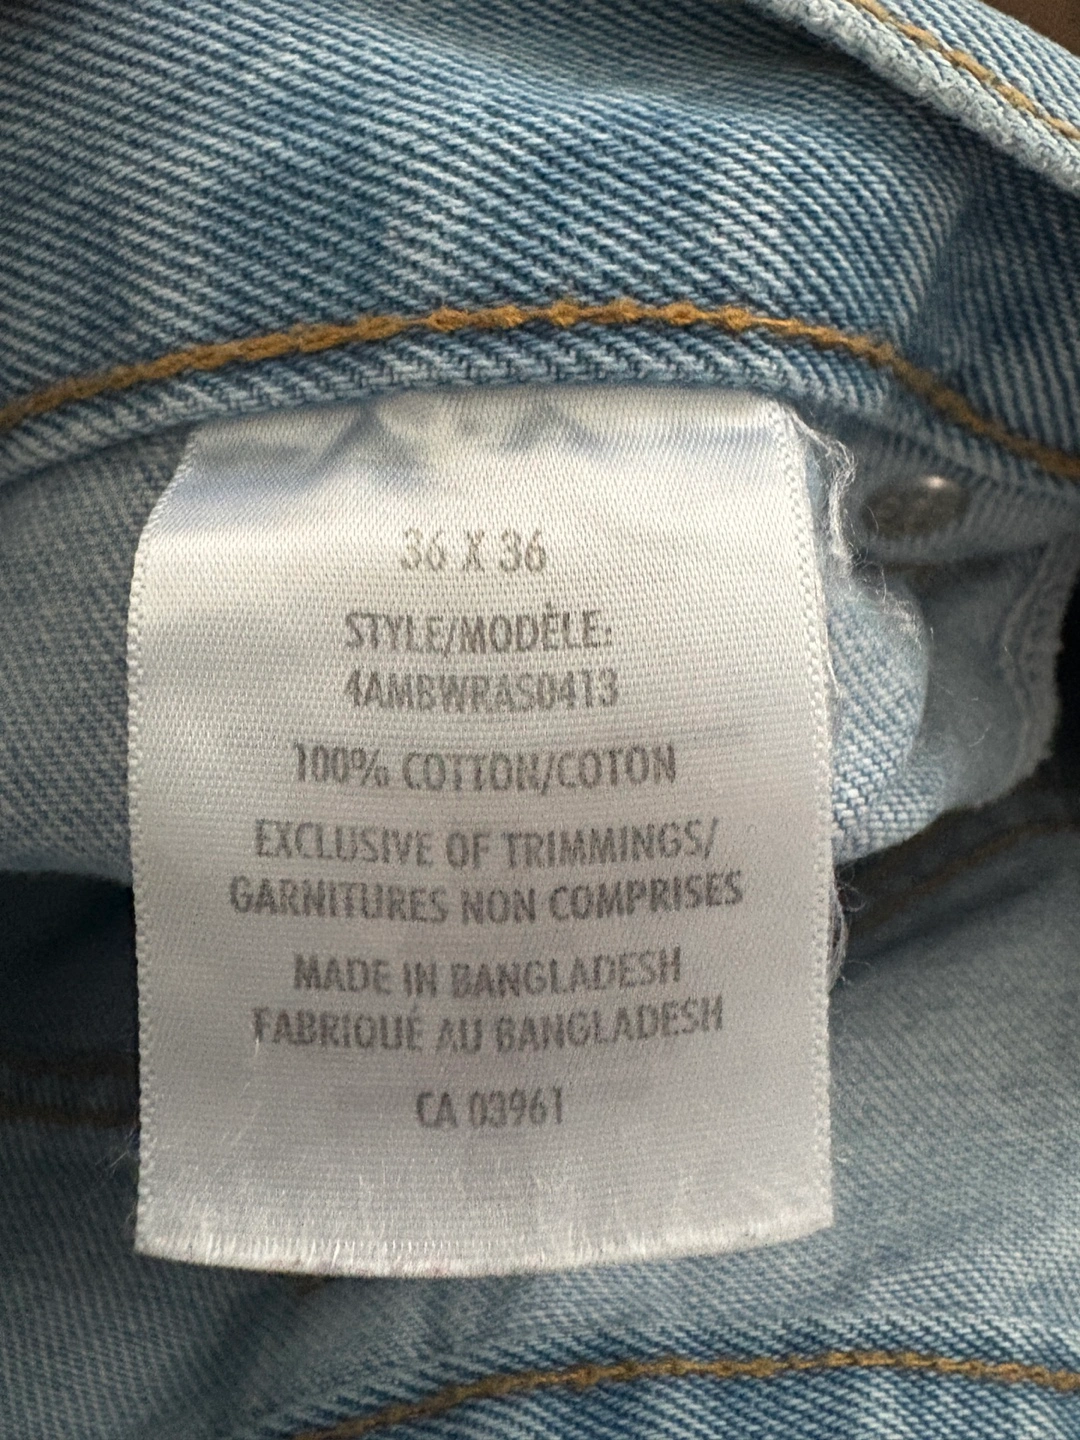 36 X 36
STYLE/MODÈLE:
4AMBWRAS0413
100% COTTON/COTON
EXCLUSIVE OF TRIMMINGS/
GARNITURES NON COMPRISES
MADE IN BANGLADESH
FABRIQUÉ AU BANGLADESH
CA 03961